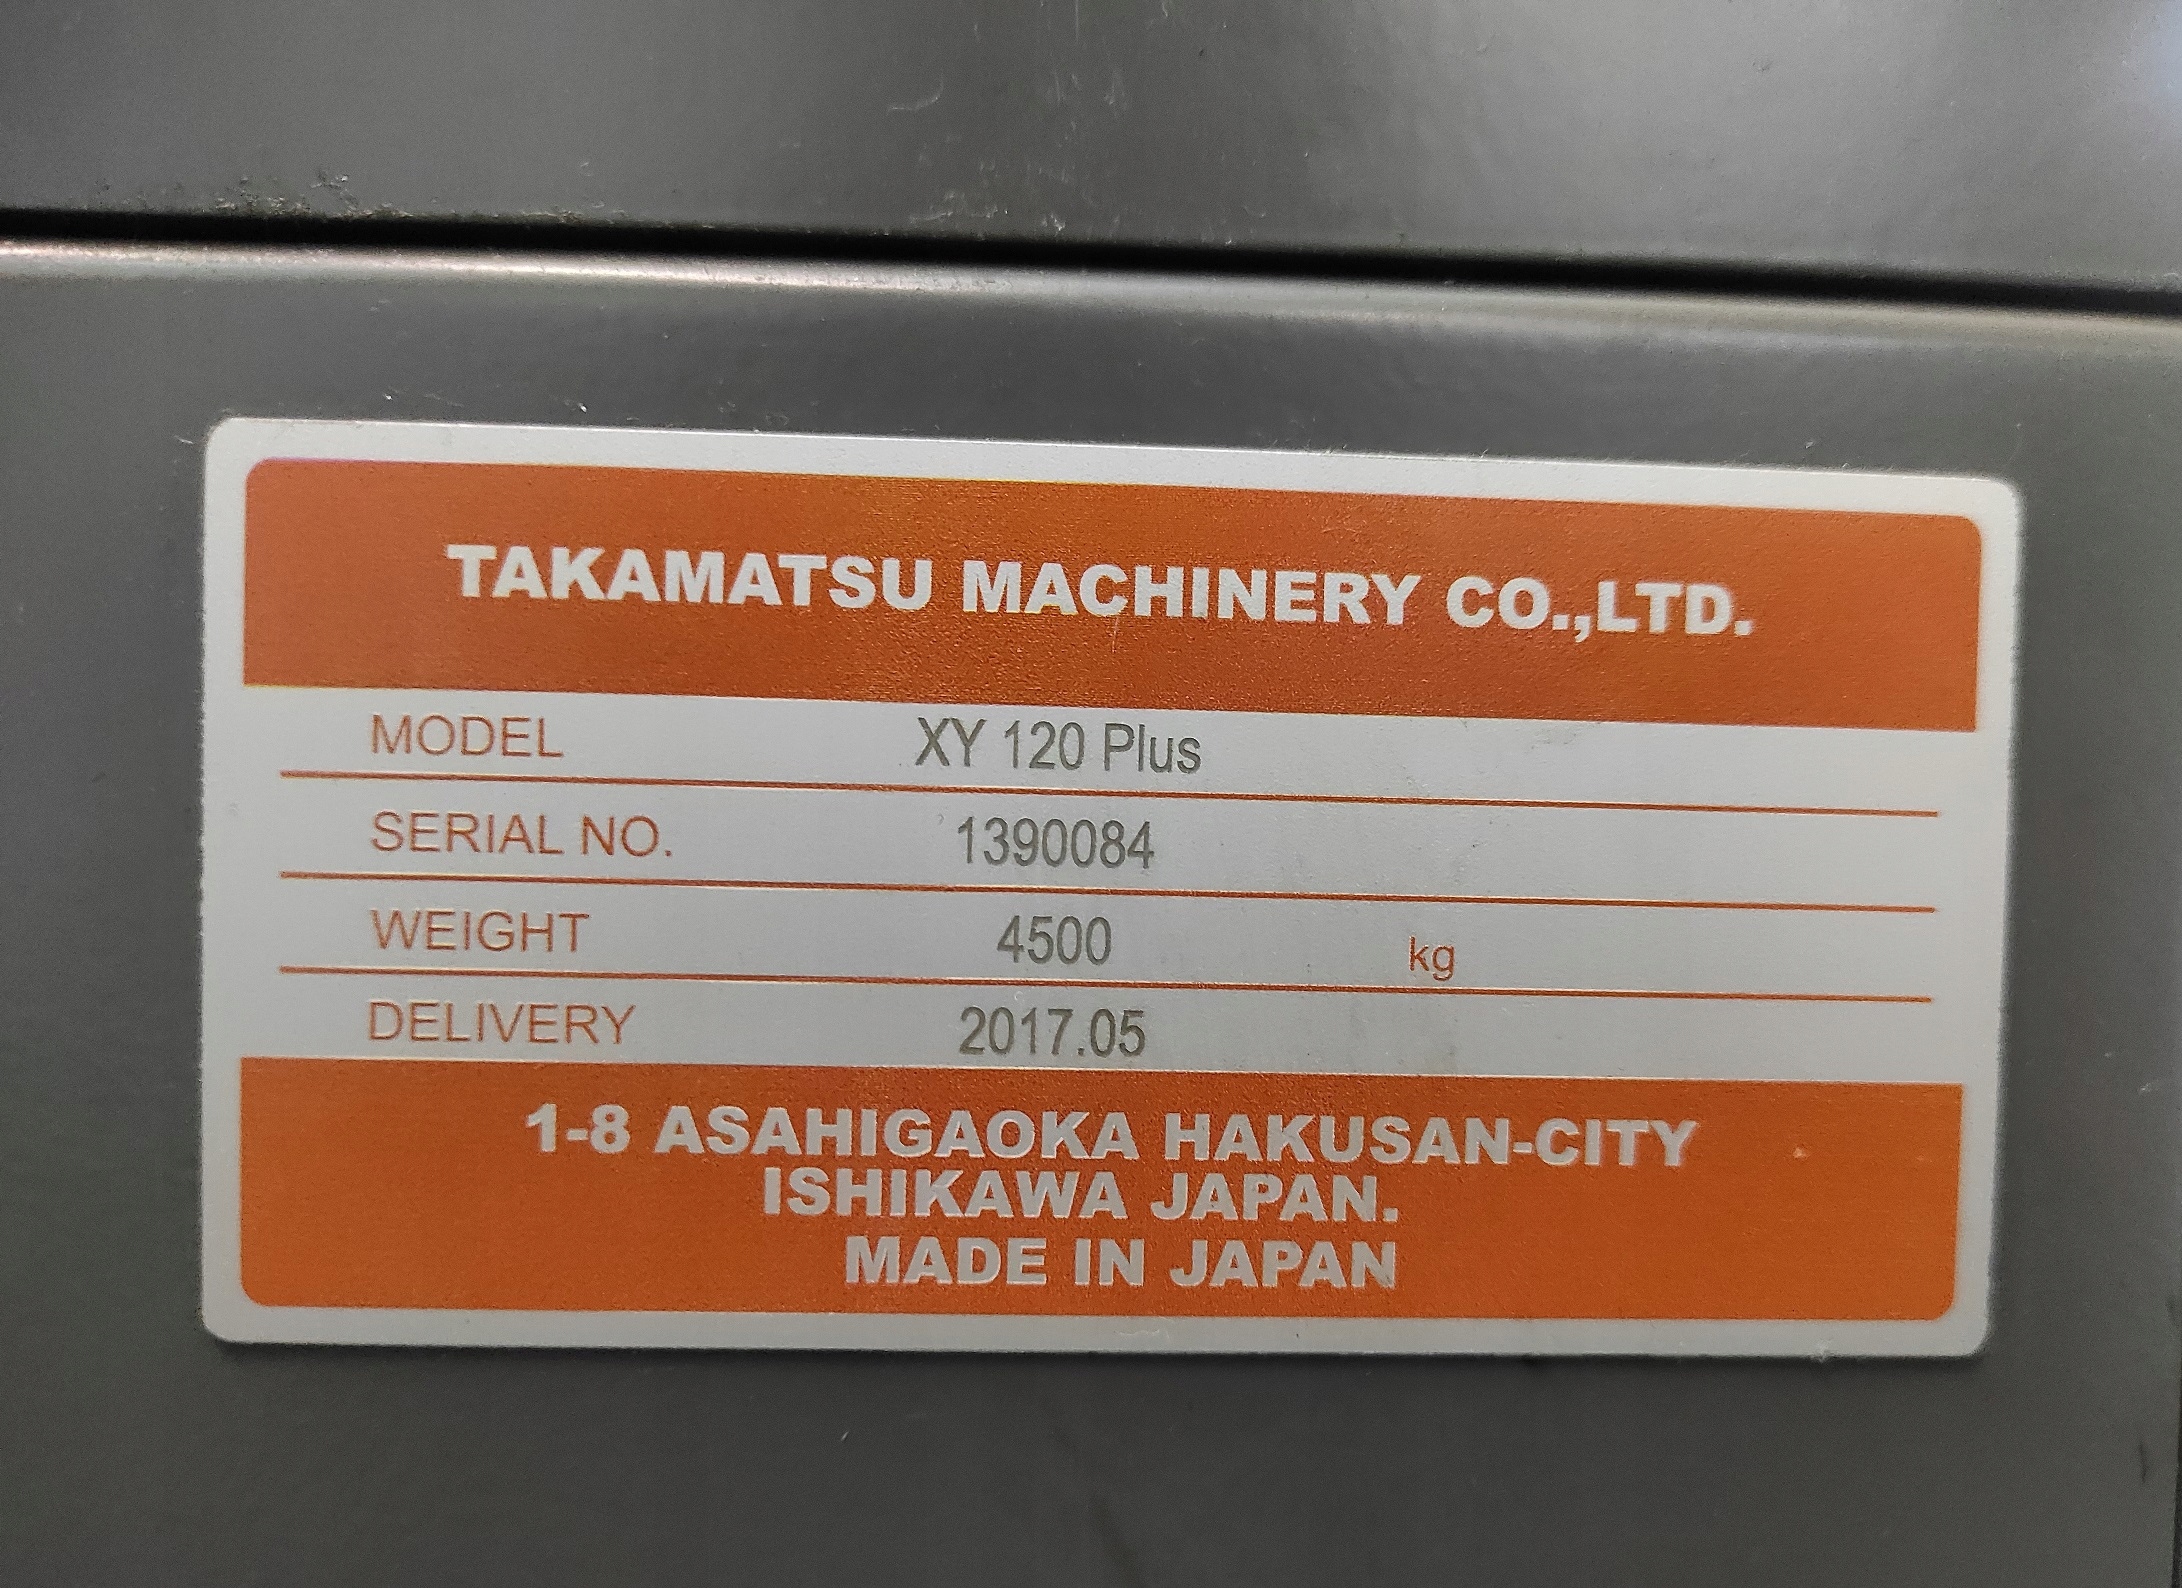 TAKAMATSU MACHINERY CO.,LTD.
MODEL XY 120 Plus
SERIAL NO. 1390084
WEIGHT 4500 kg
DELIVERY 2017.05
1-8 ASAHIGAOKA HAKUSAN-CITY
ISHIKAWA JAPAN.
MADE IN JAPAN